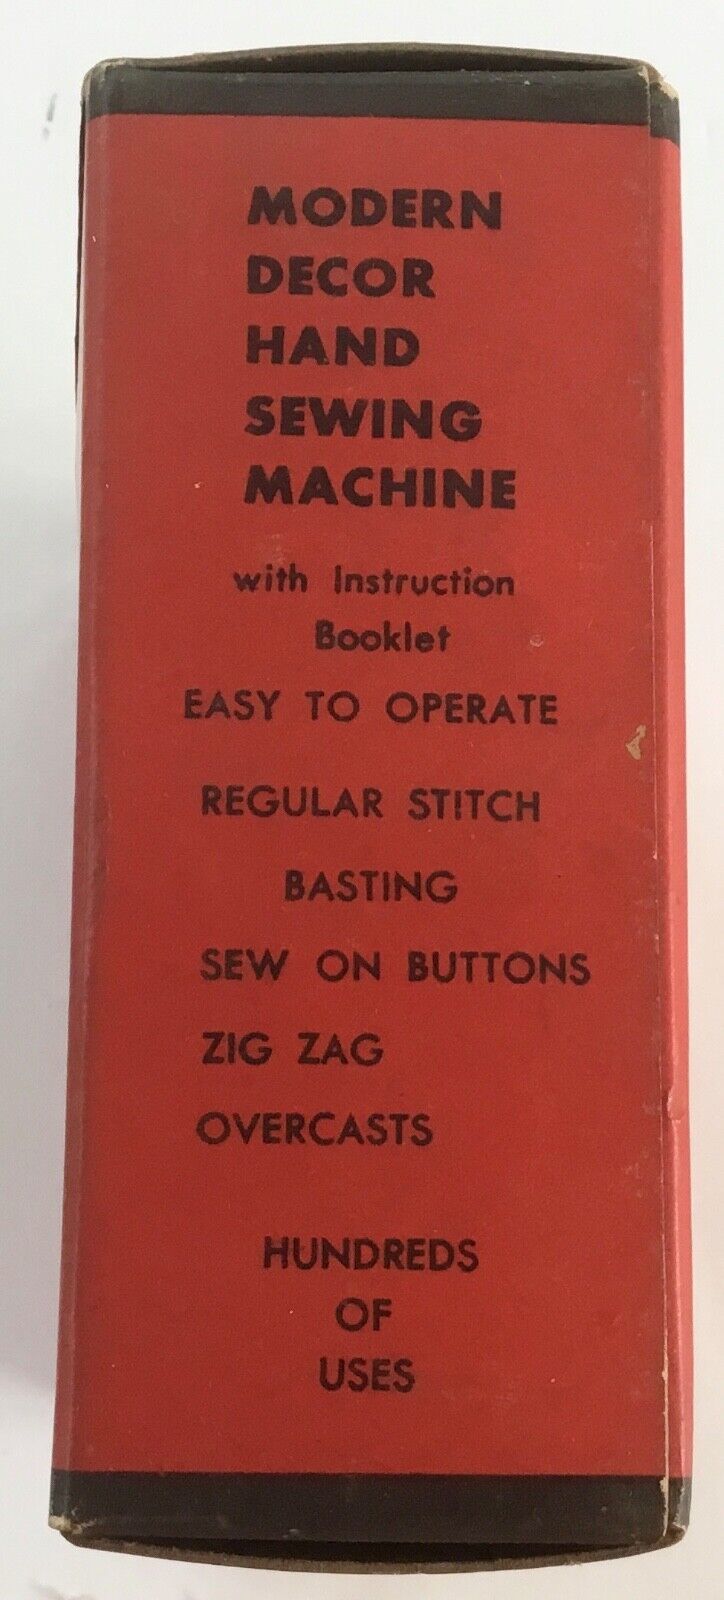 MODERN
DECOR
HAND
SEWING
MACHINE
with Instruction
Booklet
EASY TO OPERATE
REGULAR STITCH
BASTING
SEW ON BUTTONS
ZIG ZAG
OVERCASTS
HUNDREDS
OF
USES